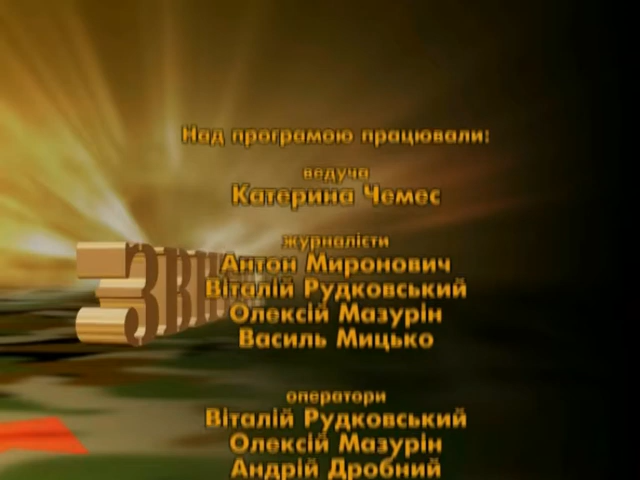 Над програмою працювали:
ведуча
Катерина Чемес
журналісти
Антон Миронович
Віталій Рудковський
Олексій Мазурін
Василь Мицько
оператори
Віталій Рудковський
Олексій Мазурін
Андрій Дробний